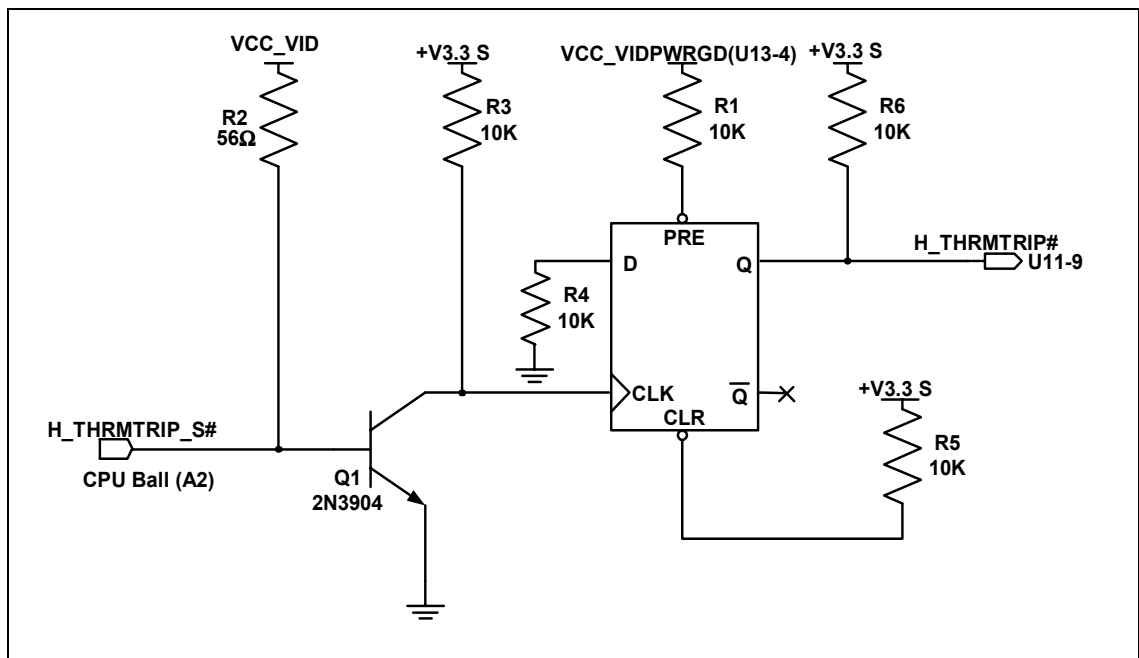 VCC_VID
+V3.3 S
VCC_VIDPWRGD(U13-4)
+V3.3 S
R2
56Ω
R3
10K
R1
10K
R6
10K
PRE
D
Q
H_THRMTRIP#
U11-9
R4
10K
CLK
Q̅
CLR
+V3.3 S
R5
10K
H_THRMTRIP_S#
CPU Ball (A2)
Q1
2N3904